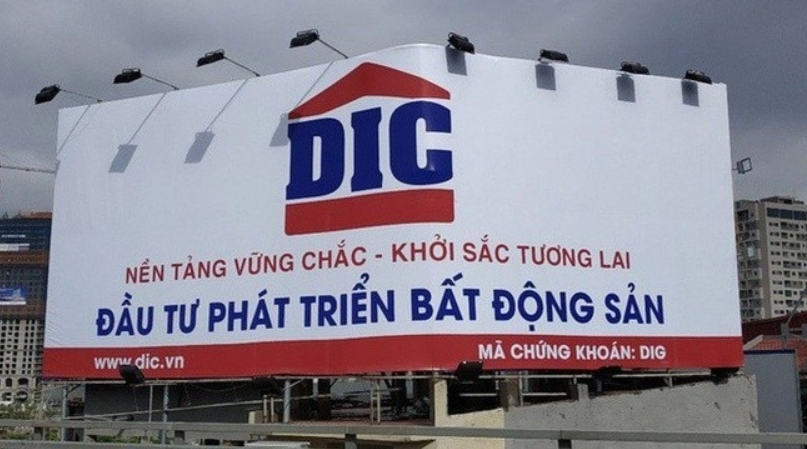 DIC
NỀN TẢNG VỮNG CHẮC - KHỞI SẮC TƯƠNG LAI
ĐẦU TƯ PHÁT TRIỂN BẤT ĐỘNG SẢN
www.dic.vn
MÃ CHỨNG KHOÁN: DIG